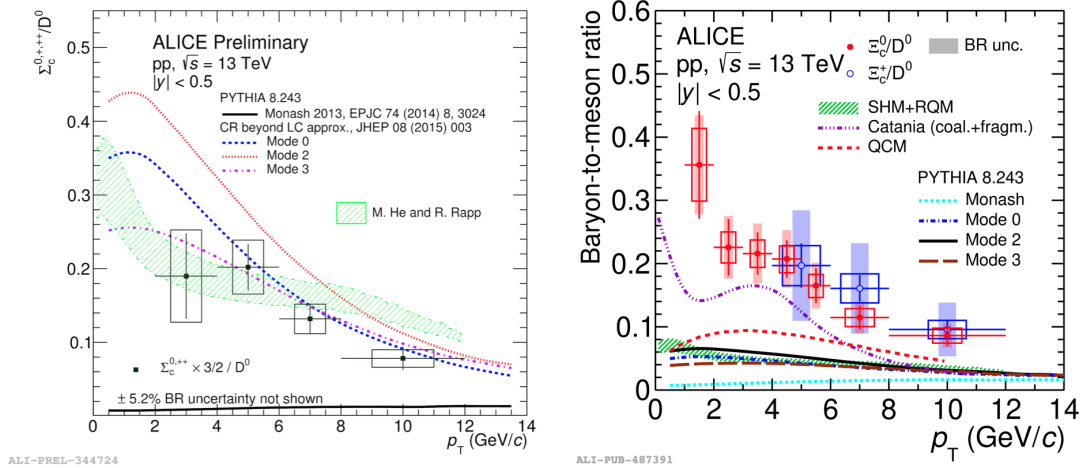 Σc0,+,++/D0
0.5
0.4
0.3
0.2
0.1
ALICE Preliminary
pp, √s = 13 TeV
|y| < 0.5
PYTHIA 8.243
Monash 2013, EPJC 74 (2014) 8, 3024
CR beyond LC approx., JHEP 08 (2015) 003
Mode 0
Mode 2
Mode 3
M. He and R. Rapp
Σc0,++ × 3/2 / D0
± 5.2% BR uncertainty not shown
0 2 4 6 8 10 12 14
pT (GeV/c)
ALI-PREL-344724
Baryon-to-meson ratio
0.6
0.5
0.4
0.3
0.2
0.1
0
ALICE
pp, √s = 13 TeV
|y| < 0.5
Ξc0/D0
Ξc+/D0
BR unc.
SHM+RQM
Catania (coal.+fragm.)
QCM
PYTHIA 8.243
Monash
Mode 0
Mode 2
Mode 3
0 2 4 6 8 10 12 14
pT (GeV/c)
ALI-PUB-487391